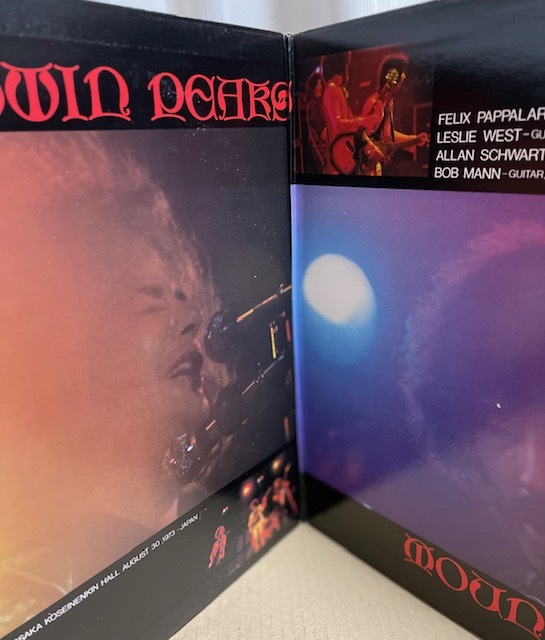 WIN PEAKS
FELIX PAPPALAR
LESLIE WEST-GU
ALLAN SCHWART
BOB MANN-GUITAR,
OSAKA KOSEINENKIN HALL AUGUST 30, 1973-JAPAN
MOUN